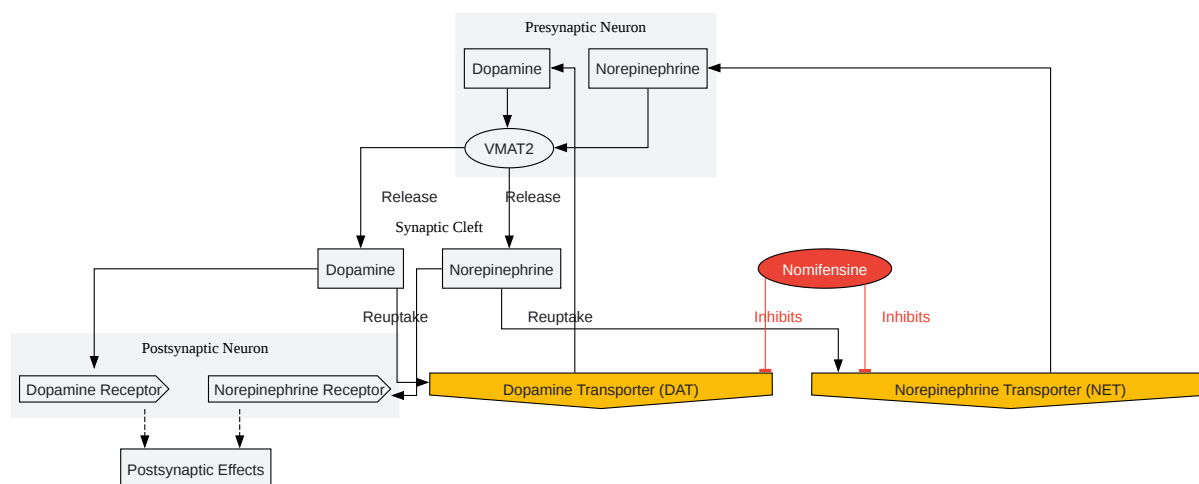 Presynaptic Neuron
Dopamine
Norepinephrine
VMAT2
Release
Release
Synaptic Cleft
Dopamine
Norepinephrine
Nomifensine
Reuptake
Reuptake
Inhibits
Inhibits
Postsynaptic Neuron
Dopamine Receptor
Norepinephrine Receptor
Dopamine Transporter (DAT)
Norepinephrine Transporter (NET)
Postsynaptic Effects